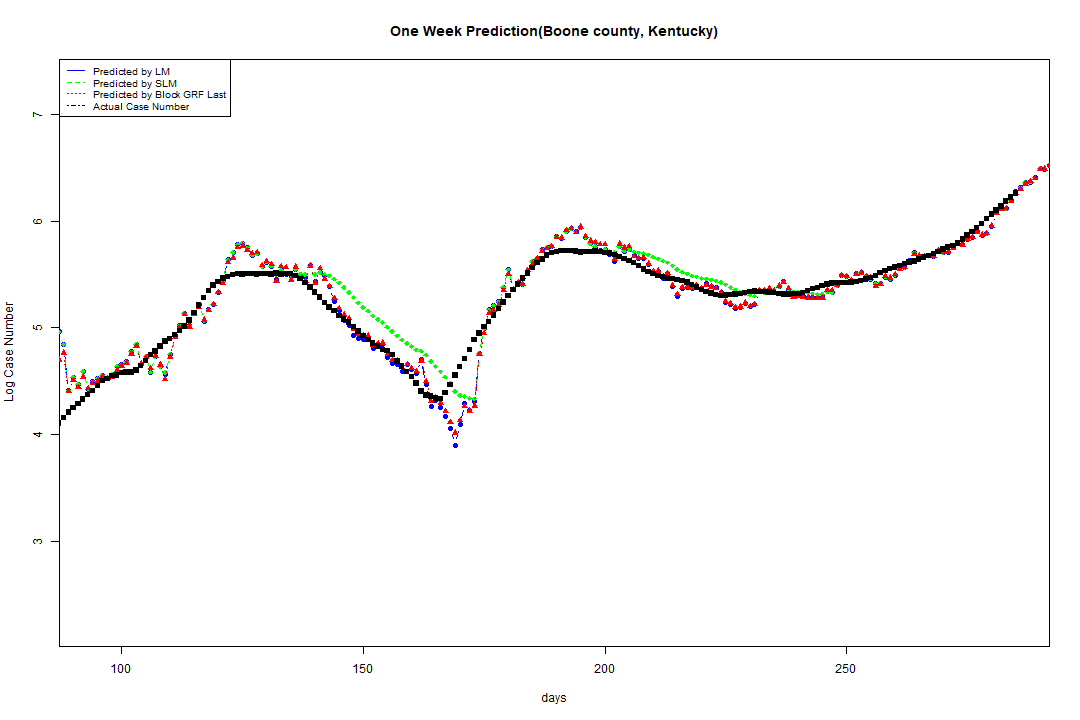 One Week Prediction(Boone county, Kentucky)
Predicted by LM
Predicted by SLM
Predicted by Block GRF Last
Actual Case Number
7
6
5
4
3
Log Case Number
100
150
200
250
days